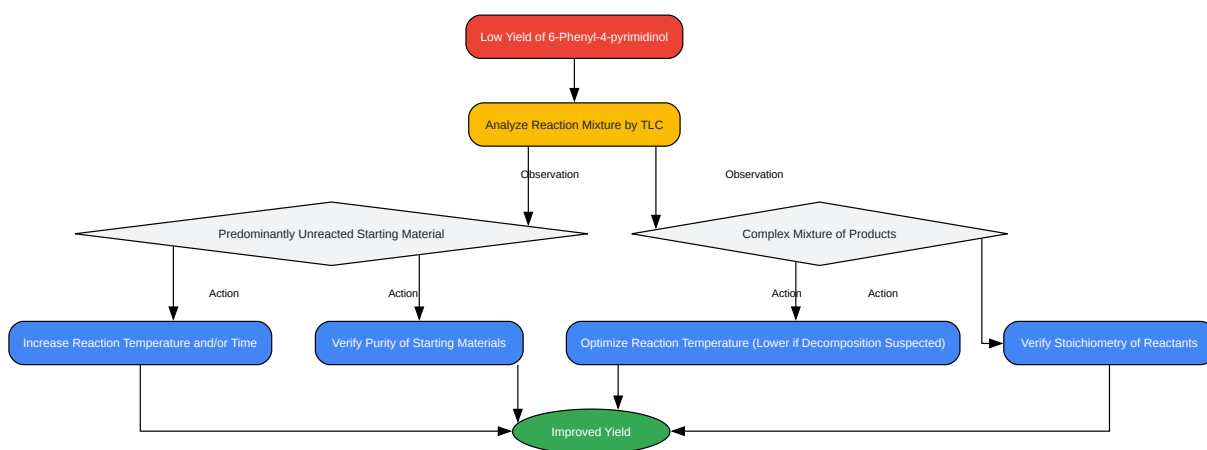 Low Yield of 6-Phenyl-4-pyrimidinol
Analyze Reaction Mixture by TLC
Observation
Observation
Predominantly Unreacted Starting Material
Complex Mixture of Products
Action
Action
Action
Action
Increase Reaction Temperature and/or Time
Verify Purity of Starting Materials
Optimize Reaction Temperature (Lower if Decomposition Suspected)
Verify Stoichiometry of Reactants
Improved Yield